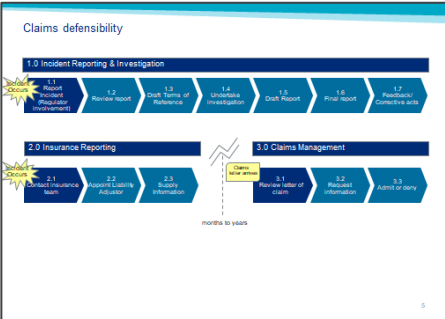 Claims defensibility
1.0 Incident Reporting & Investigation
Incident
Occurs
1.1
Report
Incident
(Regulator
Involvement)
1.2
Review report
1.3
Draft Terms of
Reference
1.4
Undertake
Investigation
1.5
Draft Report
1.6
Final report
1.7
Feedback/
Corrective acts
2.0 Insurance Reporting
3.0 Claims Management
Incident
Occurs
2.1
Contact insurance
team
2.2
Appoint Liability
Adjustor
2.3
Supply
Information
Claims
letter arrives
3.1
Review letter of
claim
3.2
Request
information
3.3
Admit or deny
months to years
5